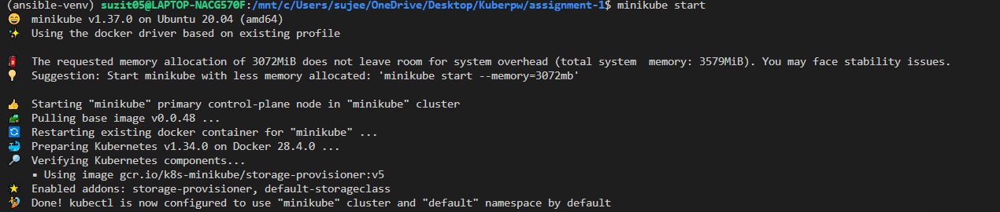 (ansible-venv) suzit05@LAPTOP-NACG570F:/mnt/c/Users/sujee/OneDrive/Desktop/Kuberpw/assignment-1$ minikube start
😄  minikube v1.37.0 on Ubuntu 20.04 (amd64)
✨  Using the docker driver based on existing profile
🧯  The requested memory allocation of 3072MiB does not leave room for system overhead (total system  memory: 3579MiB). You may face stability issues.
💡  Suggestion: Start minikube with less memory allocated: 'minikube start --memory=3072mb'
👍  Starting "minikube" primary control-plane node in "minikube" cluster
🚜  Pulling base image v0.0.48 ...
🔄  Restarting existing docker container for "minikube" ...
🐳  Preparing Kubernetes v1.34.0 on Docker 28.4.0 ...
🔎  Verifying Kubernetes components...
    ▪ Using image gcr.io/k8s-minikube/storage-provisioner:v5
🌟  Enabled addons: storage-provisioner, default-storageclass
🏄  Done! kubectl is now configured to use "minikube" cluster and "default" namespace by default